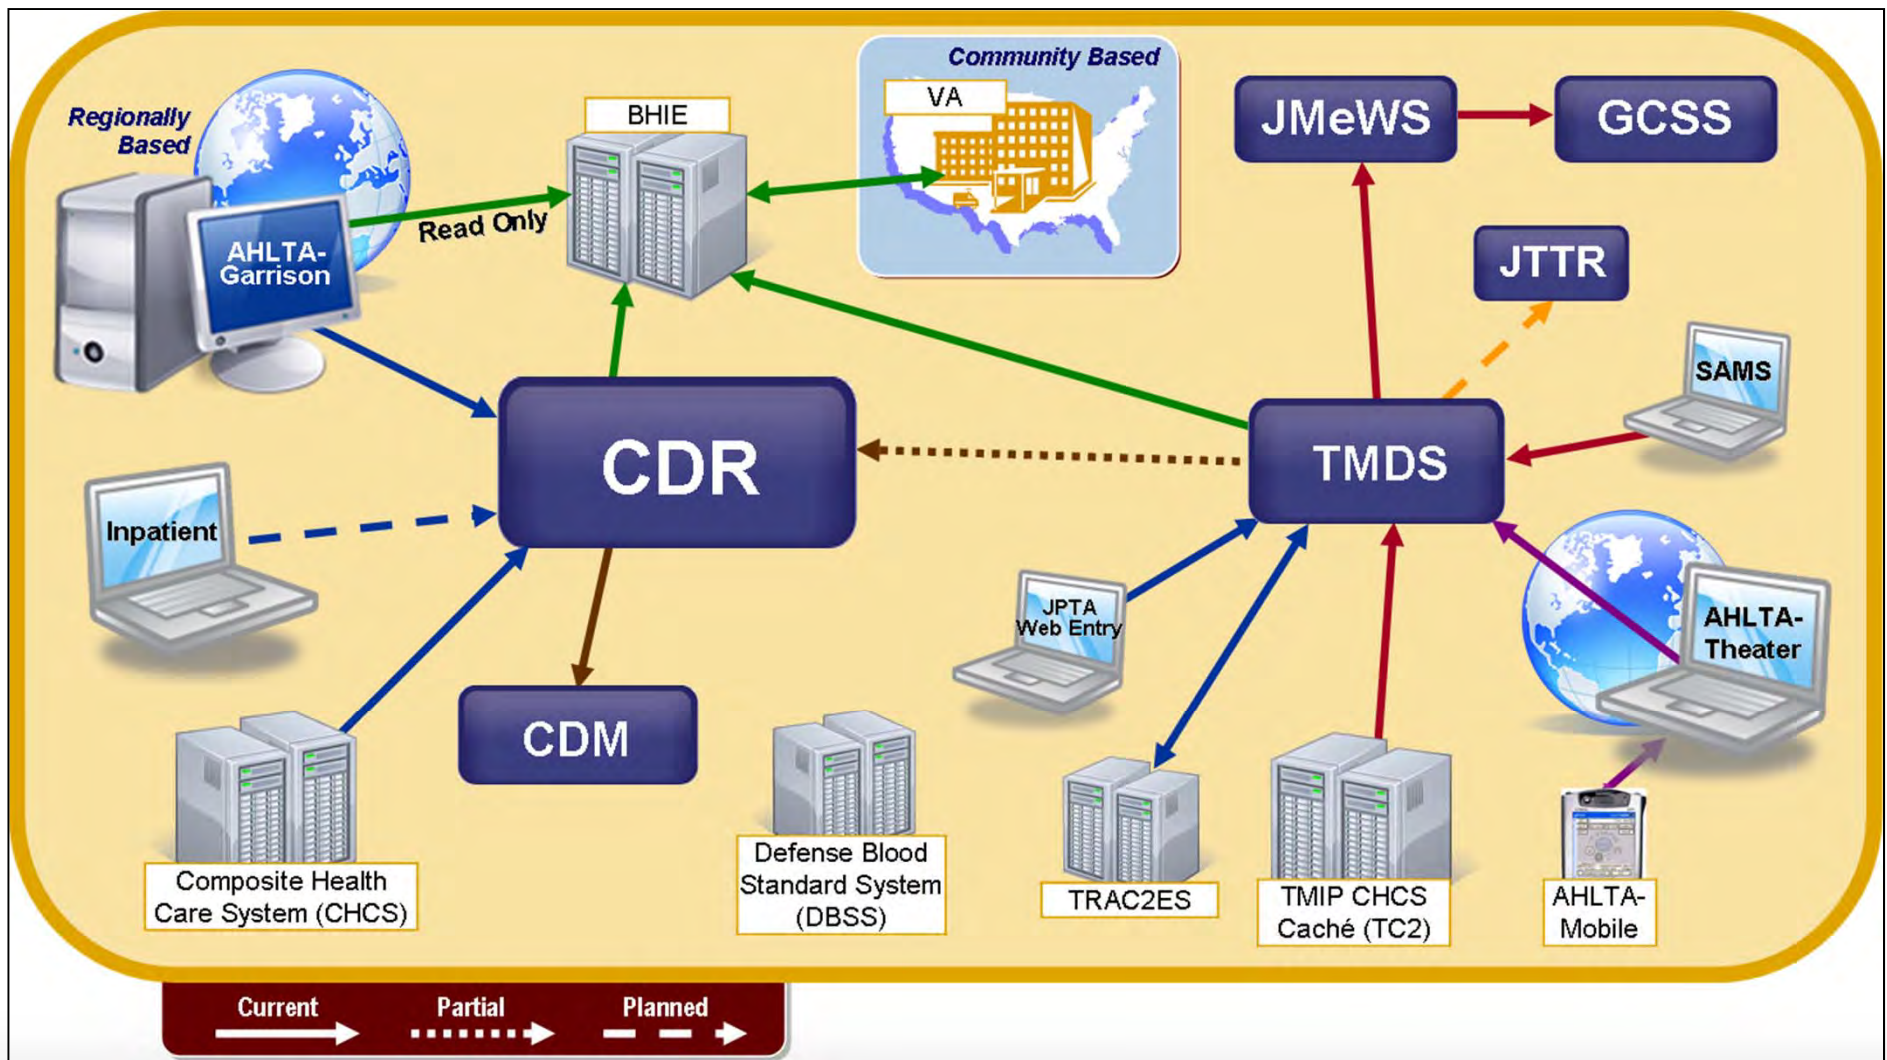 Community Based
VA
JMeWS
GCSS
Regionally
Based
BHIE
Read Only
AHLTA-
Garrison
JTTR
SAMS
CDR
TMDS
Inpatient
JPTA
Web Entry
AHLTA-
Theater
CDM
Composite Health
Care System (CHCS)
Defense Blood
Standard System
(DBSS)
TRAC2ES
TMIP CHCS
Caché (TC2)
AHLTA-
Mobile
Current
Partial
Planned